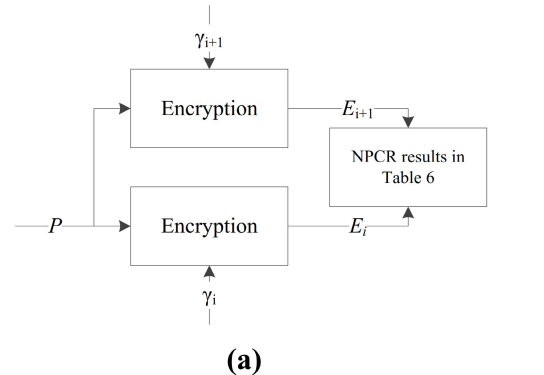 γi+1
Encryption
Ei+1
NPCR results in
Table 6
P
Encryption
Ei
γi
(a)